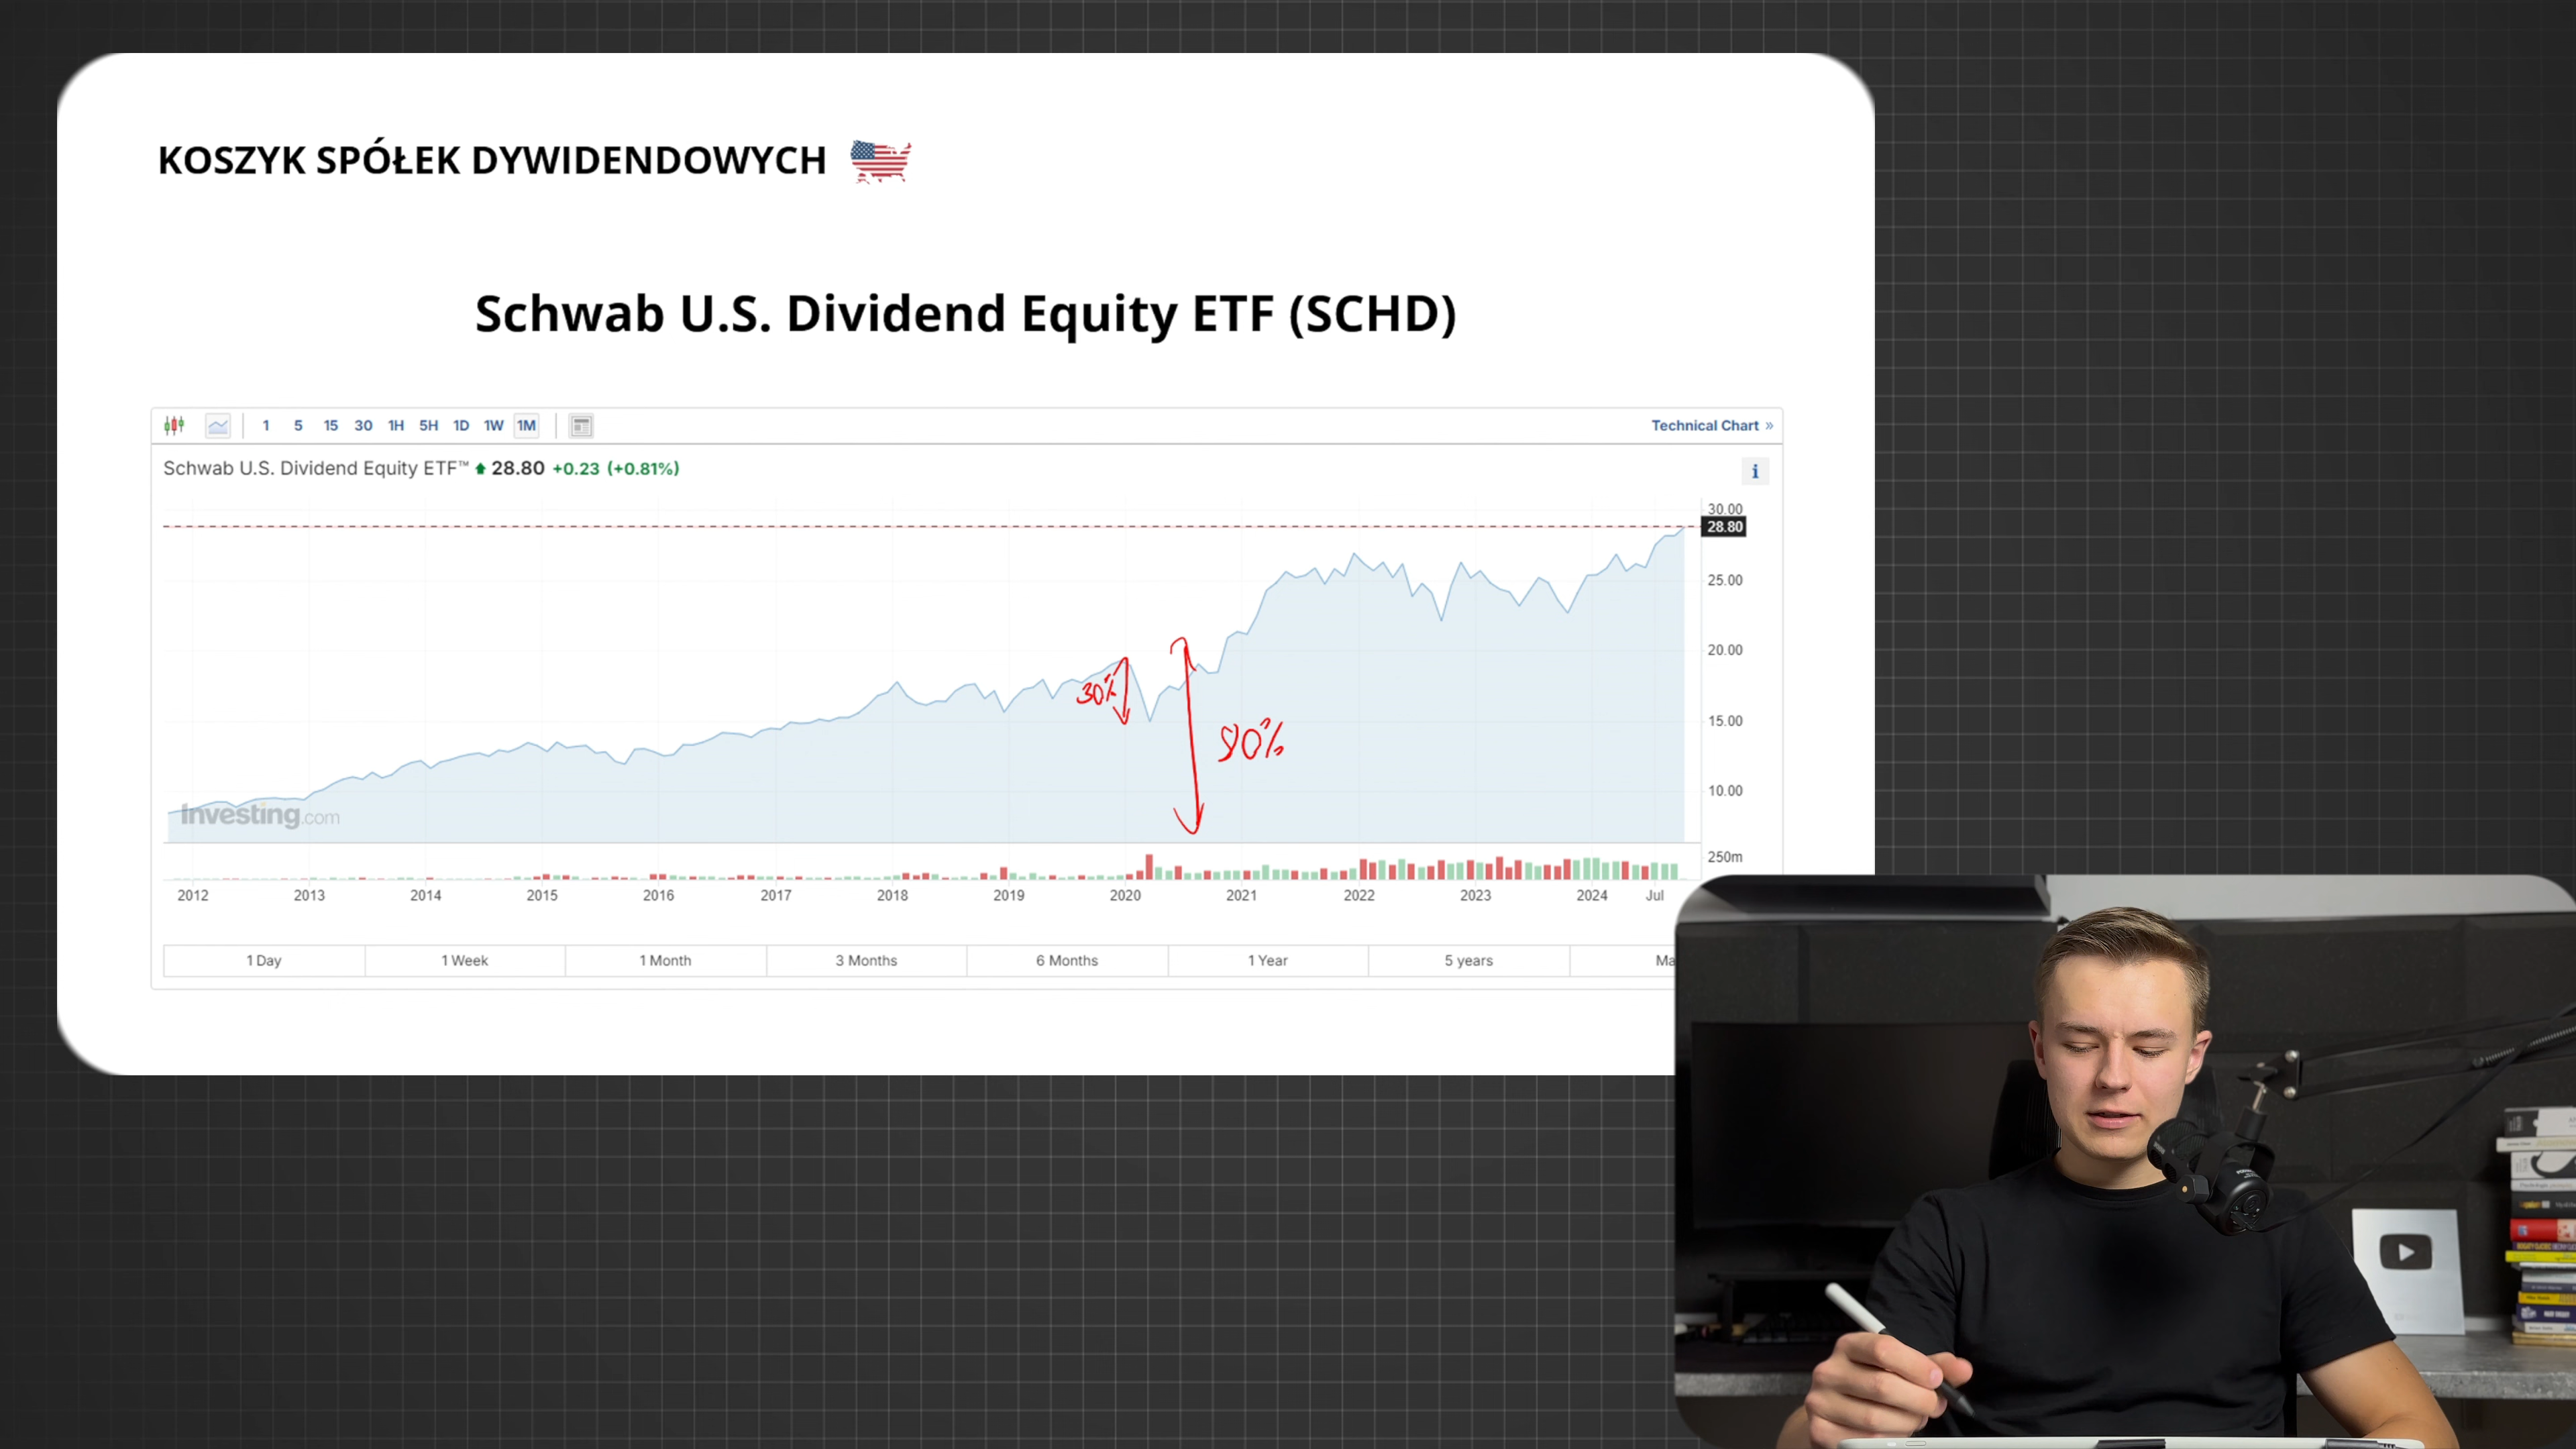 KOSZYK SPÓŁEK DYWIDENDOWYCH
Schwab U.S. Dividend Equity ETF (SCHD)
1 5 15 30 1H 5H 1D 1W 1M
Technical Chart »
Schwab U.S. Dividend Equity ETF™ 28.80 +0.23 (+0.81%)
i
30.00
28.80
25.00
20.00
30%
15.00
80%
10.00
Investing.com
250m
2012 2013 2014 2015 2016 2017 2018 2019 2020 2021 2022 2023 2024 Jul
1 Day 1 Week 1 Month 3 Months 6 Months 1 Year 5 years Ma